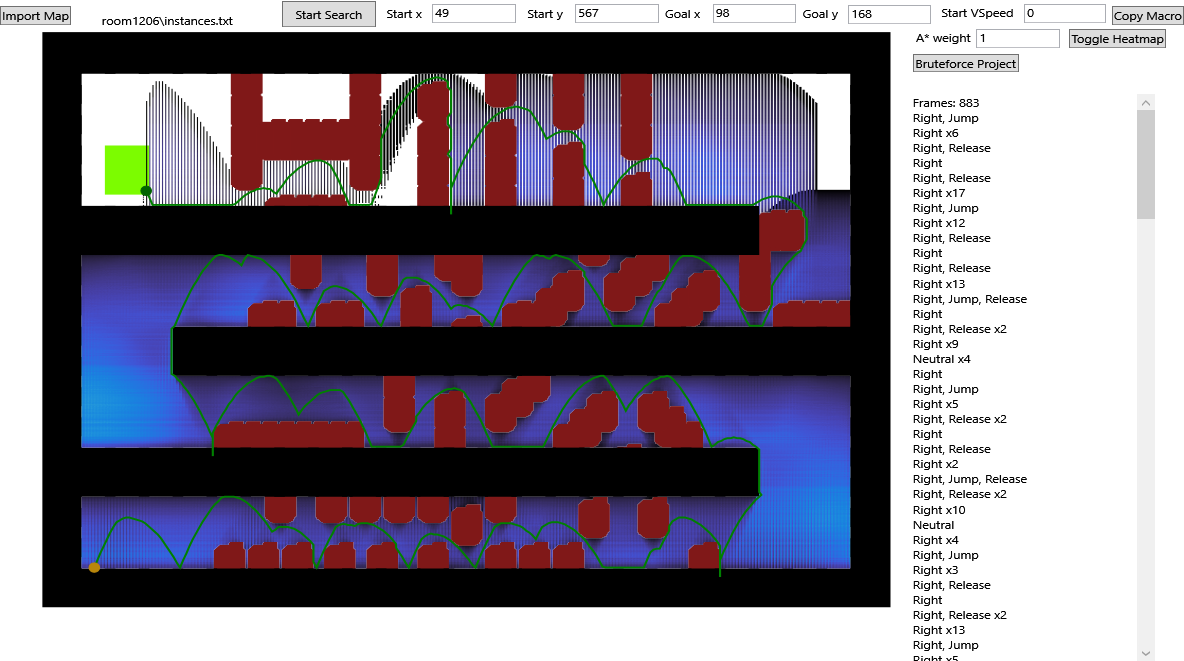 Import Map
room1206\instances.txt
Start Search
Start x 49
Start y 567
Goal x 98
Goal y 168
Start VSpeed 0
Copy Macro
A* weight 1
Toggle Heatmap
Bruteforce Project
Frames: 883
Right, Jump
Right x6
Right, Release
Right
Right, Release
Right x17
Right, Jump
Right x12
Right, Release
Right
Right, Release
Right x13
Right, Jump, Release
Right
Right, Release x2
Right x9
Neutral x4
Right
Right, Jump
Right x5
Right, Release x2
Right
Right, Release
Right x2
Right, Jump, Release
Right, Release x2
Right x10
Neutral
Right x4
Right, Jump
Right x3
Right, Release
Right
Right, Release x2
Right x13
Right, Jump
Right x5